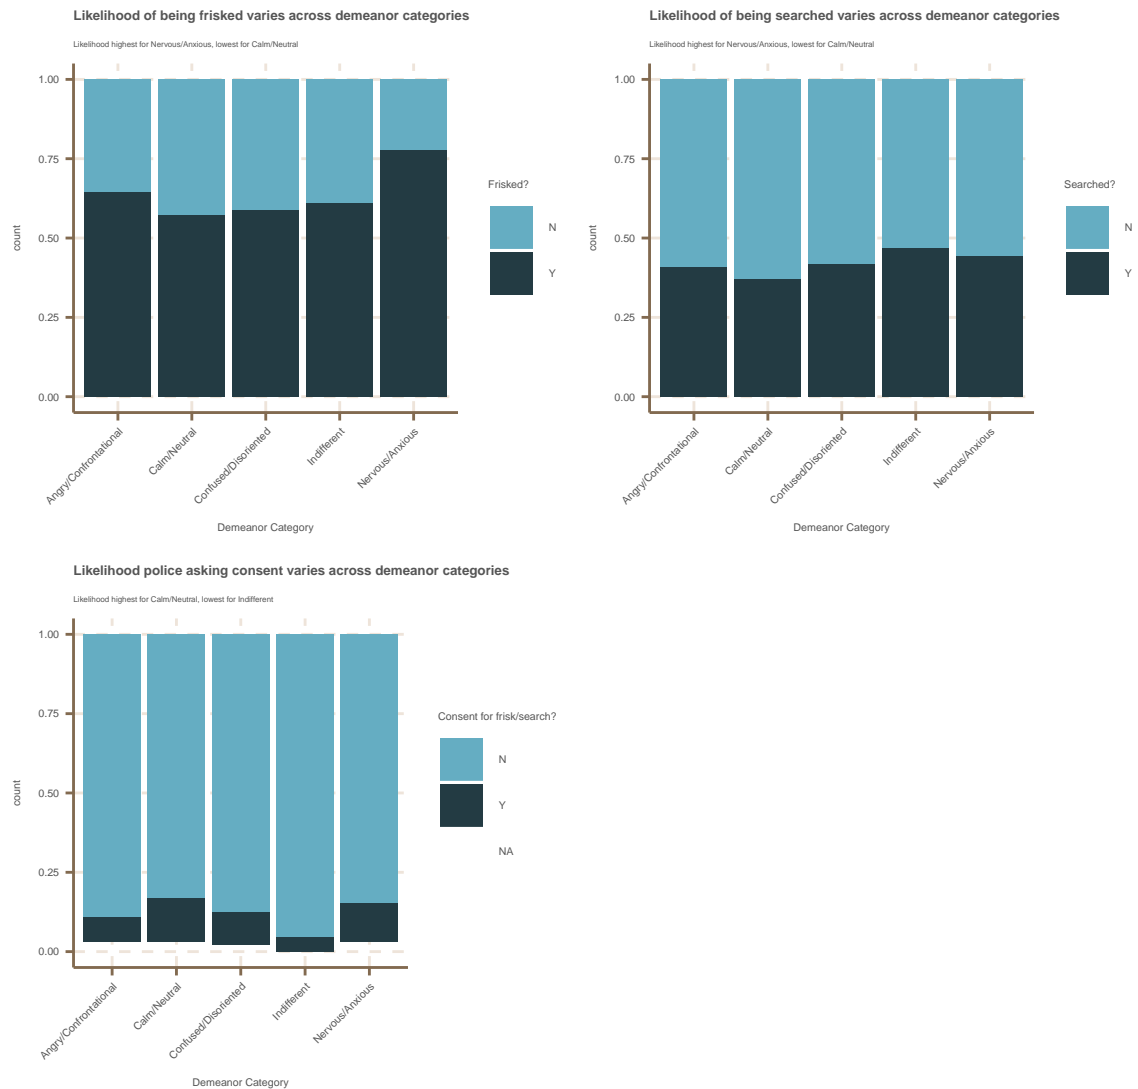 Likelihood of being frisked varies across demeanor categories
Likelihood highest for Nervous/Anxious, lowest for Calm/Neutral
1.00
0.75
0.50
0.25
0.00
count
Angry/Confrontational
Calm/Neutral
Confused/Disoriented
Indifferent
Nervous/Anxious
Demeanor Category
Frisked?
N
Y
Likelihood of being searched varies across demeanor categories
Likelihood highest for Nervous/Anxious, lowest for Calm/Neutral
1.00
0.75
0.50
0.25
0.00
count
Angry/Confrontational
Calm/Neutral
Confused/Disoriented
Indifferent
Nervous/Anxious
Demeanor Category
Searched?
N
Y
Likelihood police asking consent varies across demeanor categories
Likelihood highest for Calm/Neutral, lowest for Indifferent
1.00
0.75
0.50
0.25
0.00
count
Angry/Confrontational
Calm/Neutral
Confused/Disoriented
Indifferent
Nervous/Anxious
Demeanor Category
Consent for frisk/search?
N
Y
NA